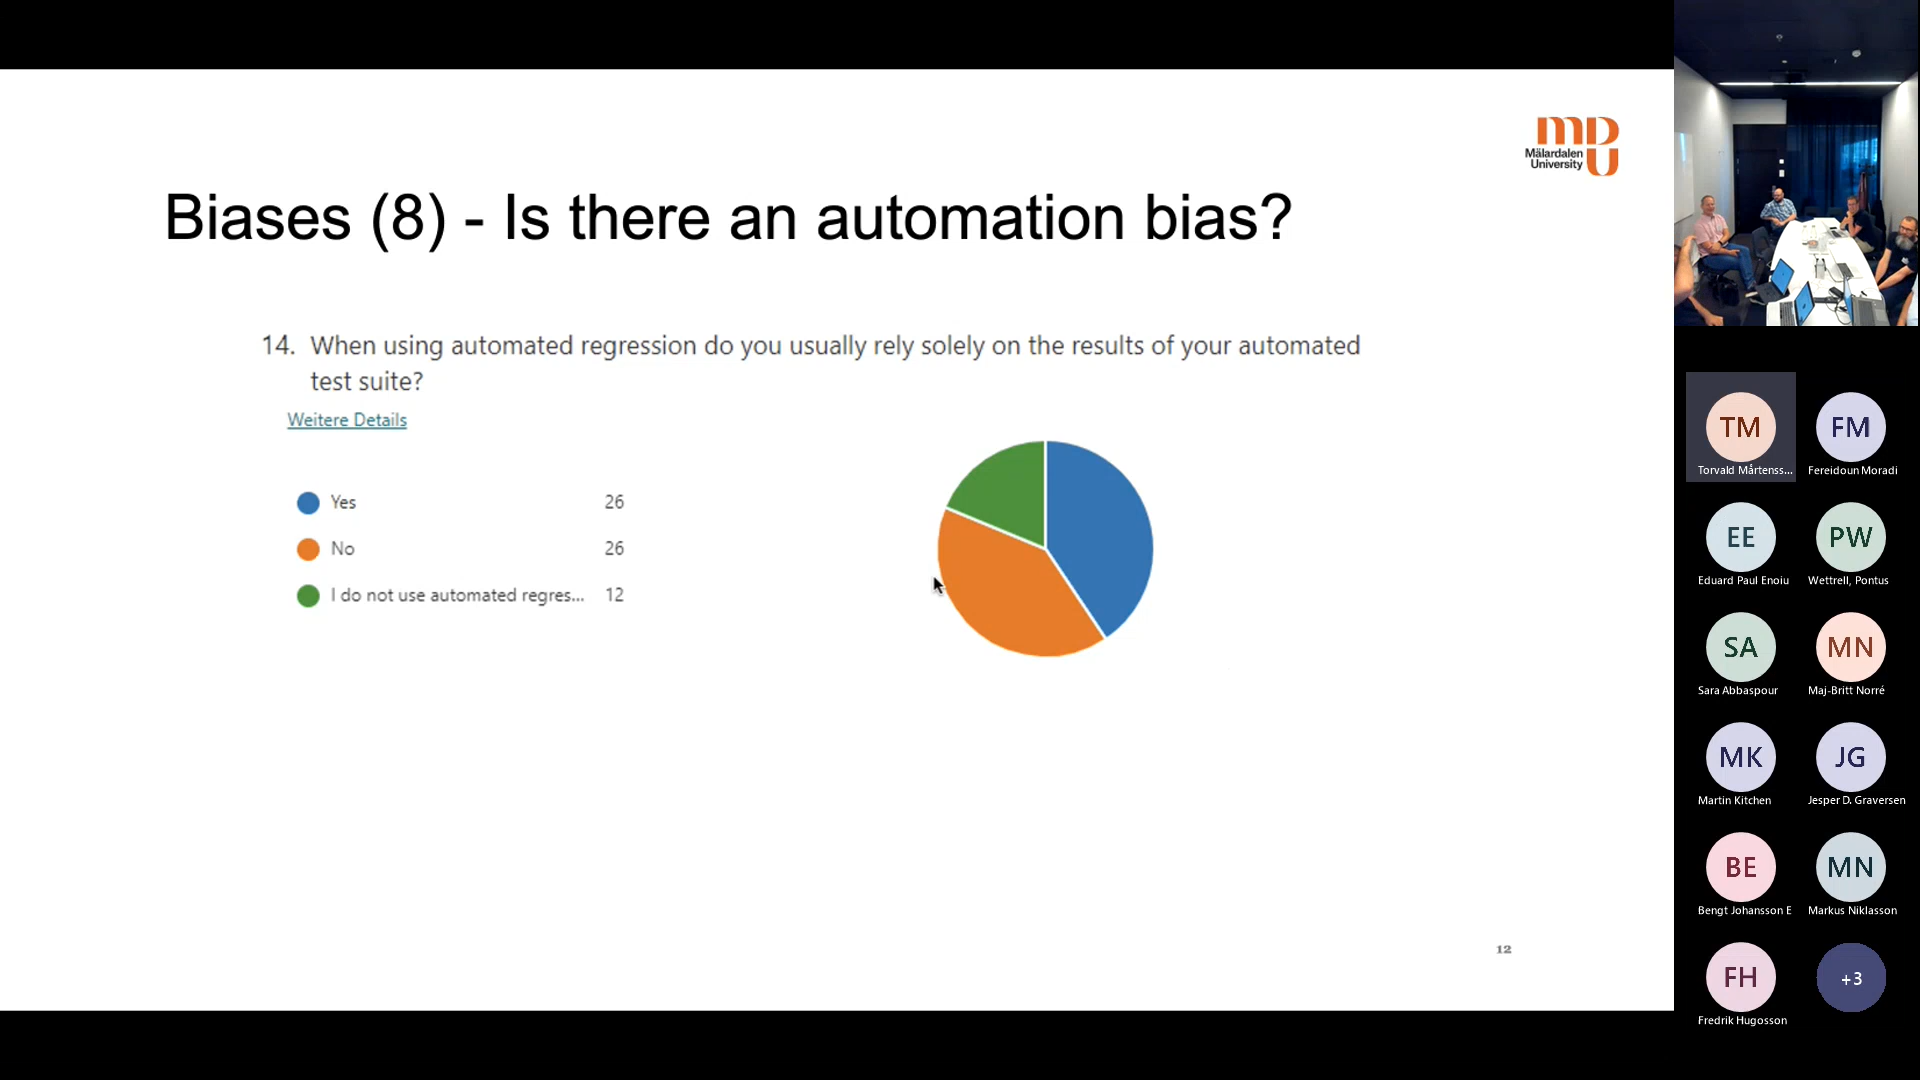 Mälardalen
University
Biases (8) - Is there an automation bias?
14. When using automated regression do you usually rely solely on the results of your automated
test suite?
Weitere Details
Yes 26
No 26
I do not use automated regres... 12
12
TM
Torvald Mårtenss...
FM
Fereidoun Moradi
EE
Eduard Paul Enoiu
PW
Wettrell, Pontus
SA
Sara Abbaspour
MN
Maj-Britt Norré
MK
Martin Kitchen
JG
Jesper D. Graversen
BE
Bengt Johansson E
MN
Markus Niklasson
FH
Fredrik Hugosson
+3